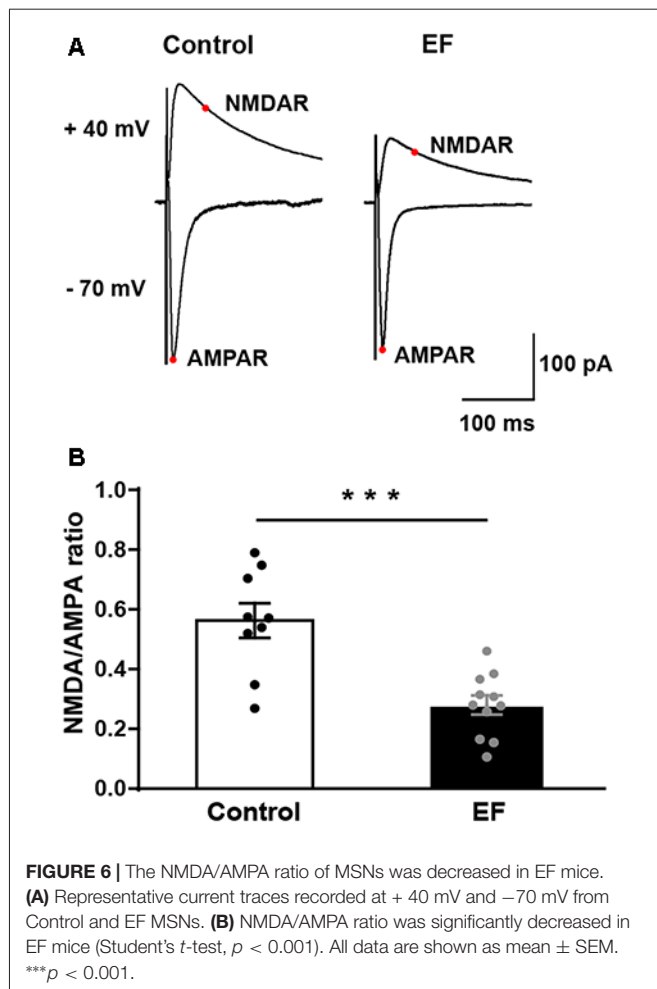 A
Control
EF
NMDAR
+ 40 mV
NMDAR
- 70 mV
AMPAR
AMPAR
100 pA
100 ms
B
1.0
***
0.8
0.6
0.4
0.2
0.0
NMDA/AMPA ratio
Control
EF
FIGURE 6 | The NMDA/AMPA ratio of MSNs was decreased in EF mice.
(A) Representative current traces recorded at + 40 mV and −70 mV from
Control and EF MSNs. (B) NMDA/AMPA ratio was significantly decreased in
EF mice (Student’s t-test, p < 0.001). All data are shown as mean ± SEM.
***p < 0.001.